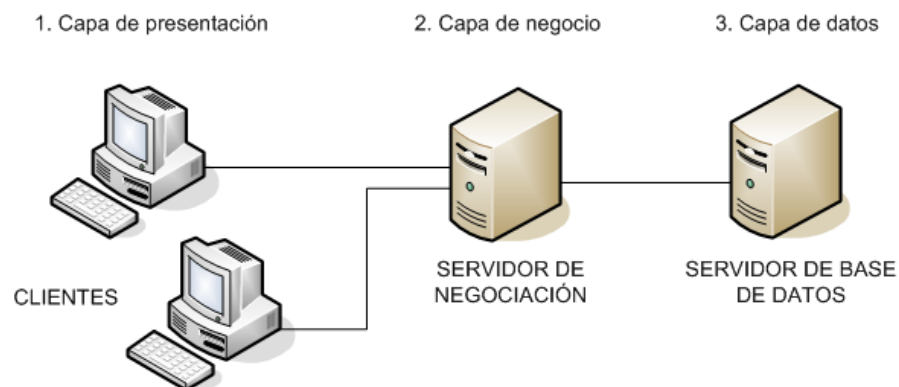 1. Capa de presentación
2. Capa de negocio
3. Capa de datos
CLIENTES
SERVIDOR DE
NEGOCIACIÓN
SERVIDOR DE BASE
DE DATOS